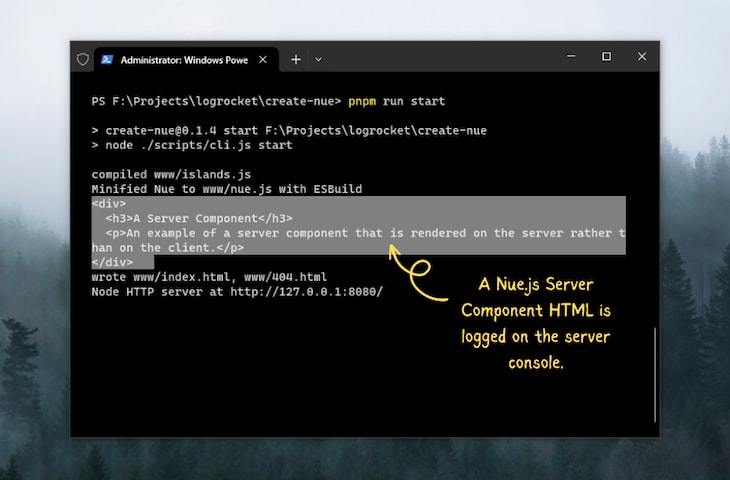 Administrator: Windows Powe
PS F:\Projects\logrocket\create-nue> pnpm run start
> create-nue@0.1.4 start F:\Projects\logrocket\create-nue
> node ./scripts/cli.js start
compiled www/islands.js
Minified Nue to www/nue.js with ESBuild
<div>
  <h3>A Server Component</h3>
  <p>An example of a server component that is rendered on the server rather t
han on the client.</p>
</div>
wrote www/index.html, www/404.html
Node HTTP server at http://127.0.0.1:8080/
A Nue.js Server
Component HTML is
logged on the server
console.